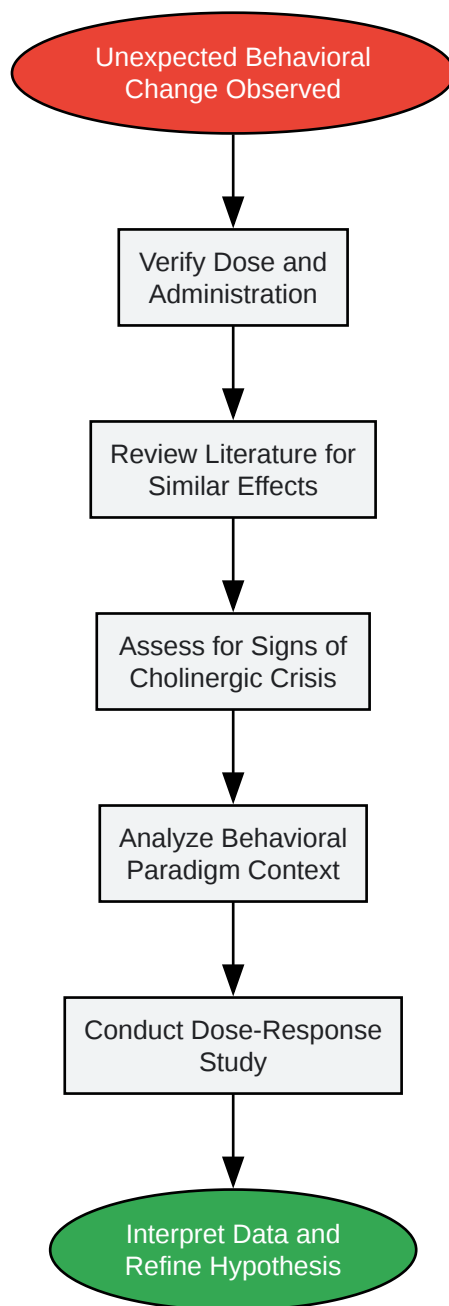 Unexpected Behavioral
Change Observed
Verify Dose and
Administration
Review Literature for
Similar Effects
Assess for Signs of
Cholinergic Crisis
Analyze Behavioral
Paradigm Context
Conduct Dose-Response
Study
Interpret Data and
Refine Hypothesis